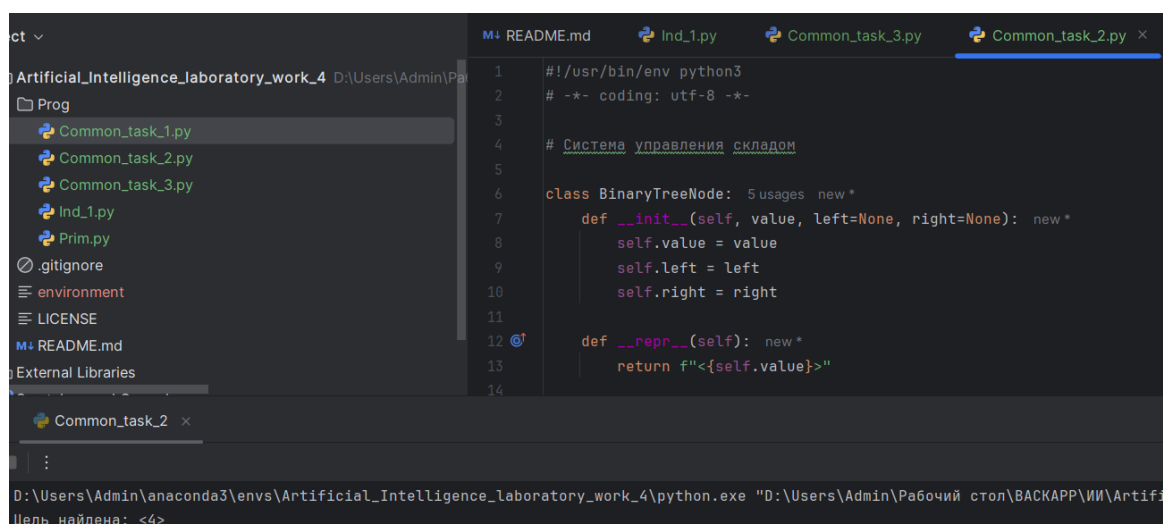 ect
README.md Ind_1.py Common_task_3.py Common_task_2.py
Artificial_Intelligence_laboratory_work_4 D:\Users\Admin\Pa
Prog
Common_task_1.py
Common_task_2.py
Common_task_3.py
Ind_1.py
Prim.py
.gitignore
environment
LICENSE
README.md
External Libraries
1 #!/usr/bin/env python3
2 # -*- coding: utf-8 -*-
3
4 # Система управления складом
5
6 class BinaryTreeNode: 5 usages new *
7 def __init__(self, value, left=None, right=None): new *
8 self.value = value
9 self.left = left
10 self.right = right
11
12 def __repr__(self): new *
13 return f"<{self.value}>"
14
Common_task_2
D:\Users\Admin\anaconda3\envs\Artificial_Intelligence_laboratory_work_4\python.exe "D:\Users\Admin\Рабочий стол\BACKAPP\ИИ\Artifi
Цель найдена: <4>